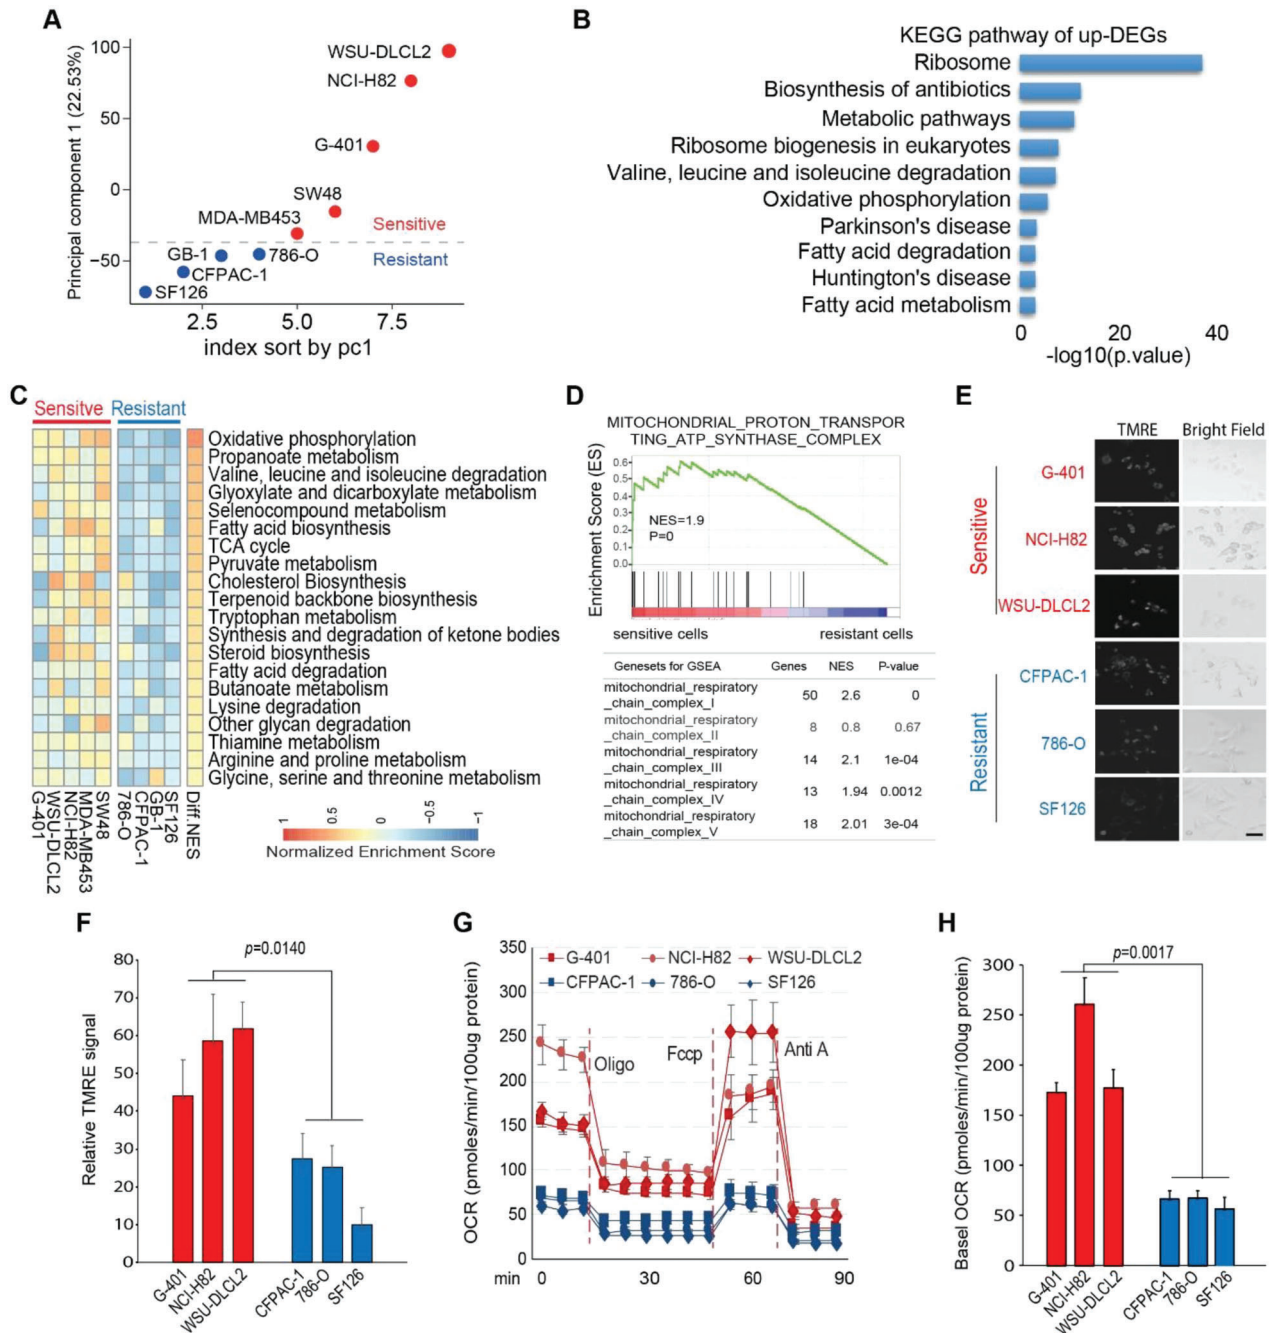 A
Principal component 1 (22.53%)
100
50
0
−50
WSU-DLCL2
NCI-H82
G-401
SW48
MDA-MB453
Sensitive
GB-1
786-O
Resistant
CFPAC-1
SF126
2.5
5.0
7.5
index sort by pc1
B
KEGG pathway of up-DEGs
Ribosome
Biosynthesis of antibiotics
Metabolic pathways
Ribosome biogenesis in eukaryotes
Valine, leucine and isoleucine degradation
Oxidative phosphorylation
Parkinson's disease
Fatty acid degradation
Huntington's disease
Fatty acid metabolism
0 20 40
-log10(p.value)
C
Sensitve Resistant
Oxidative phosphorylation
Propanoate metabolism
Valine, leucine and isoleucine degradation
Glyoxylate and dicarboxylate metabolism
Selenocompound metabolism
Fatty acid biosynthesis
TCA cycle
Pyruvate metabolism
Cholesterol Biosynthesis
Terpenoid backbone biosynthesis
Tryptophan metabolism
Synthesis and degradation of ketone bodies
Steroid biosynthesis
Fatty acid degradation
Butanoate metabolism
Lysine degradation
Other glycan degradation
Thiamine metabolism
Arginine and proline metabolism
Glycine, serine and threonine metabolism
G-401
WSU-DLCL2
NCI-H82
MDA-MB453
SW48
786-O
CFPAC-1
GB-1
SF126
Diff.NES
1 0.5 0 -0.5 -1
Normalized Enrichment Score
D
MITOCHONDRIAL_PROTON_TRANSPOR
TING_ATP_SYNTHASE_COMPLEX
Enrichment Score (ES)
0.6
0.5
0.4
0.3
0.2
0.1
0.0
NES=1.9
P=0
sensitive cells resistant cells
Genesets for GSEA Genes NES P-value
mitochondrial_respiratory
_chain_complex_I 50 2.6 0
mitochondrial_respiratory
_chain_complex_II 8 0.8 0.67
mitochondrial_respiratory
_chain_complex_III 14 2.1 1e-04
mitochondrial_respiratory
_chain_complex_IV 13 1.94 0.0012
mitochondrial_respiratory
_chain_complex_V 18 2.01 3e-04
E
TMRE Bright Field
Sensitive
G-401
NCI-H82
WSU-DLCL2
Resistant
CFPAC-1
786-O
SF126
F
p=0.0140
Relative TMRE signal
80
70
60
50
40
30
20
10
0
G-401
NCI-H82
WSU-DLCL2
CFPAC-1
786-O
SF126
G
OCR (pmoles/min/100ug protein)
350
300
250
200
150
100
50
0
G-401 NCI-H82 WSU-DLCL2
CFPAC-1 786-O SF126
Oligo
Fccp
Anti A
min 0 30 60 90
H
p=0.0017
Basel OCR (pmoles/min/100ug protein)
300
250
200
150
100
50
0
G-401
NCI-H82
WSU-DLCL2
CFPAC-1
786-O
SF126